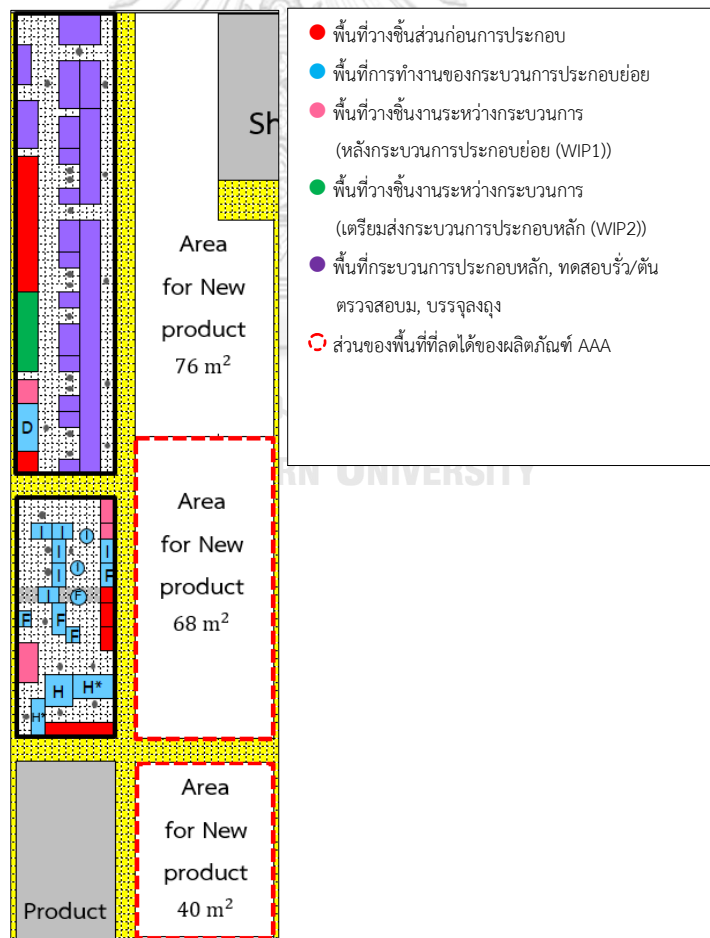 Sh
Area
for New
product
76 m²
D
Area
for New
product
68 m²
I I I
I I
I
I F
I F
F F
F
H H*
H*
Area
for New
product
40 m²
Product
พื้นที่วางชิ้นส่วนก่อนการประกอบ
พื้นที่การทำงานของกระบวนการประกอบย่อย
พื้นที่วางชิ้นงานระหว่างกระบวนการ
(หลังกระบวนการประกอบย่อย (WIP1))
พื้นที่วางชิ้นงานระหว่างกระบวนการ
(เตรียมส่งกระบวนการประกอบหลัก (WIP2))
พื้นที่กระบวนการประกอบหลัก, ทดสอบรั่ว/ตัน
ตรวจสอบม, บรรจุลงถุง
ส่วนของพื้นที่ที่ลดได้ของผลิตภัณฑ์ AAA
RN UNIVERSITY